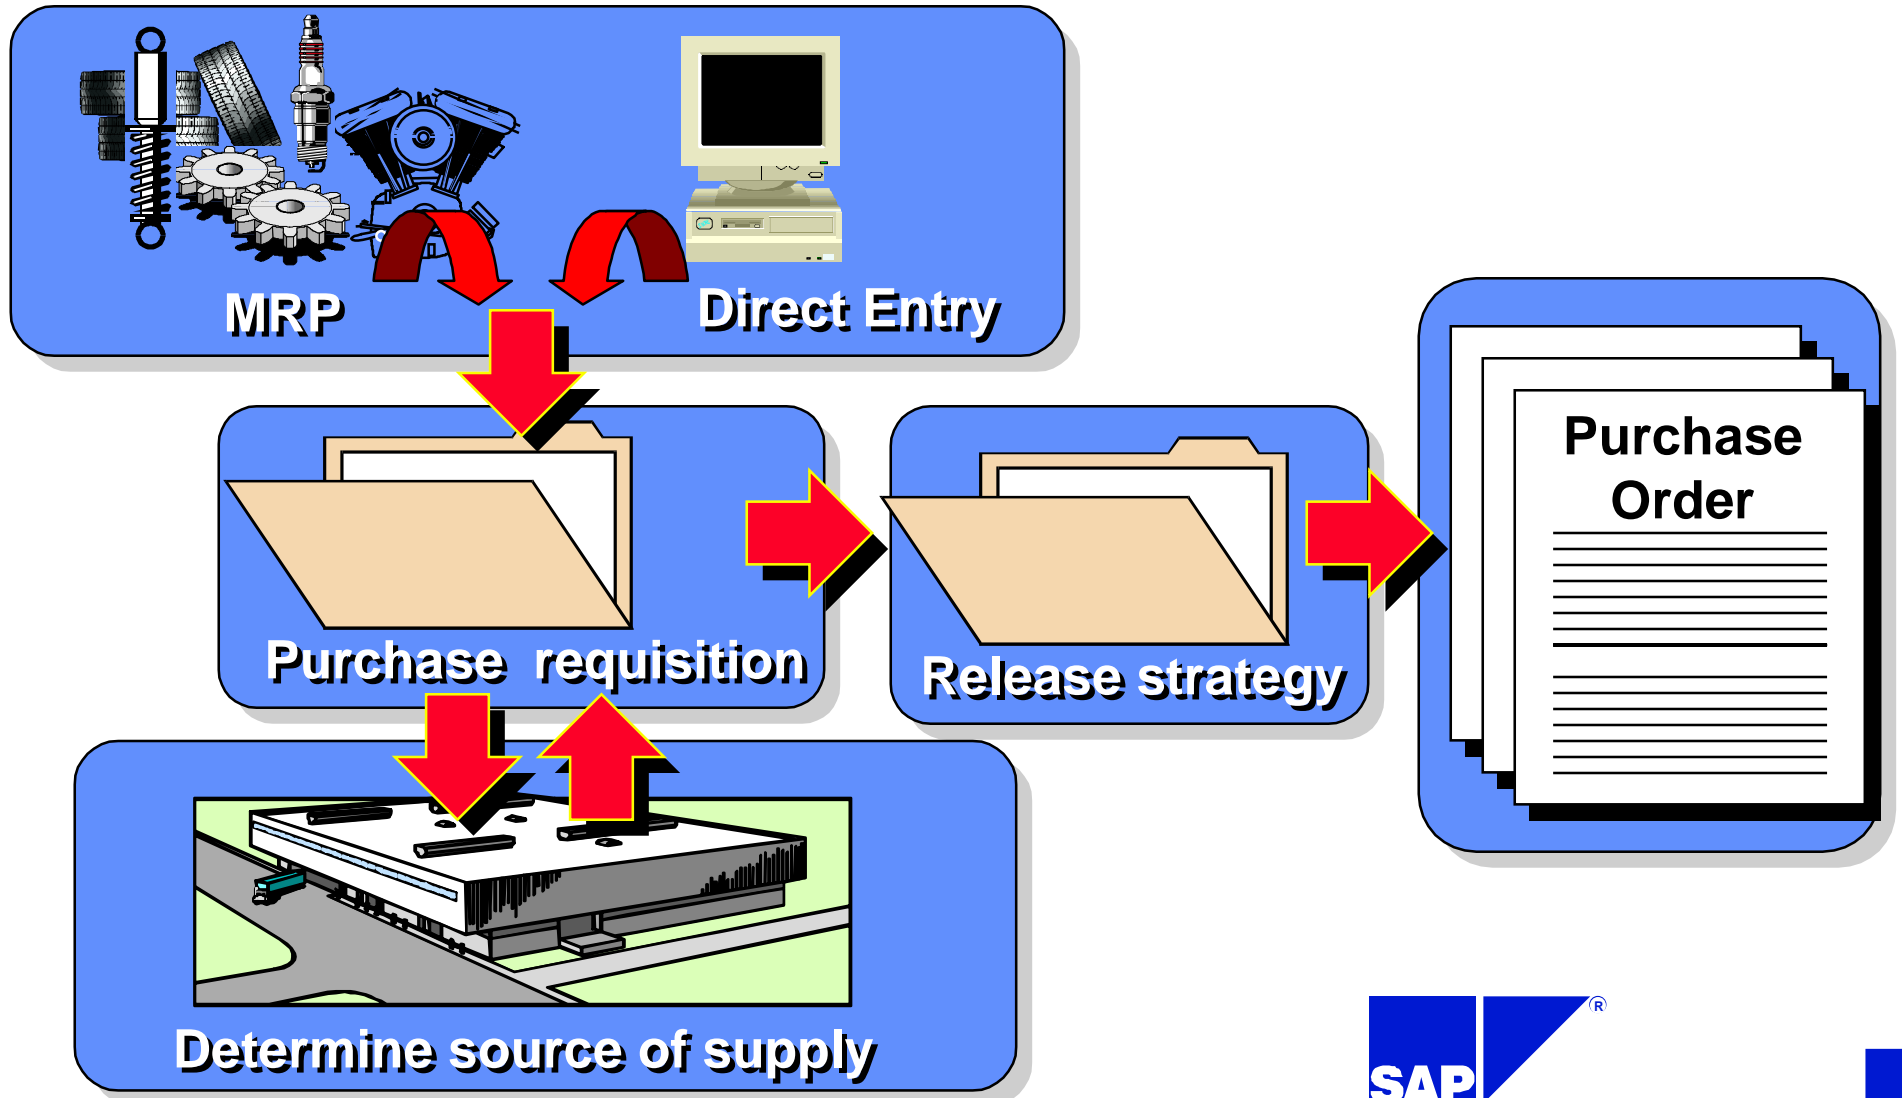 MRP
Direct Entry
Purchase requisition
Release strategy
Purchase
Order
Determine source of supply
SAP
®